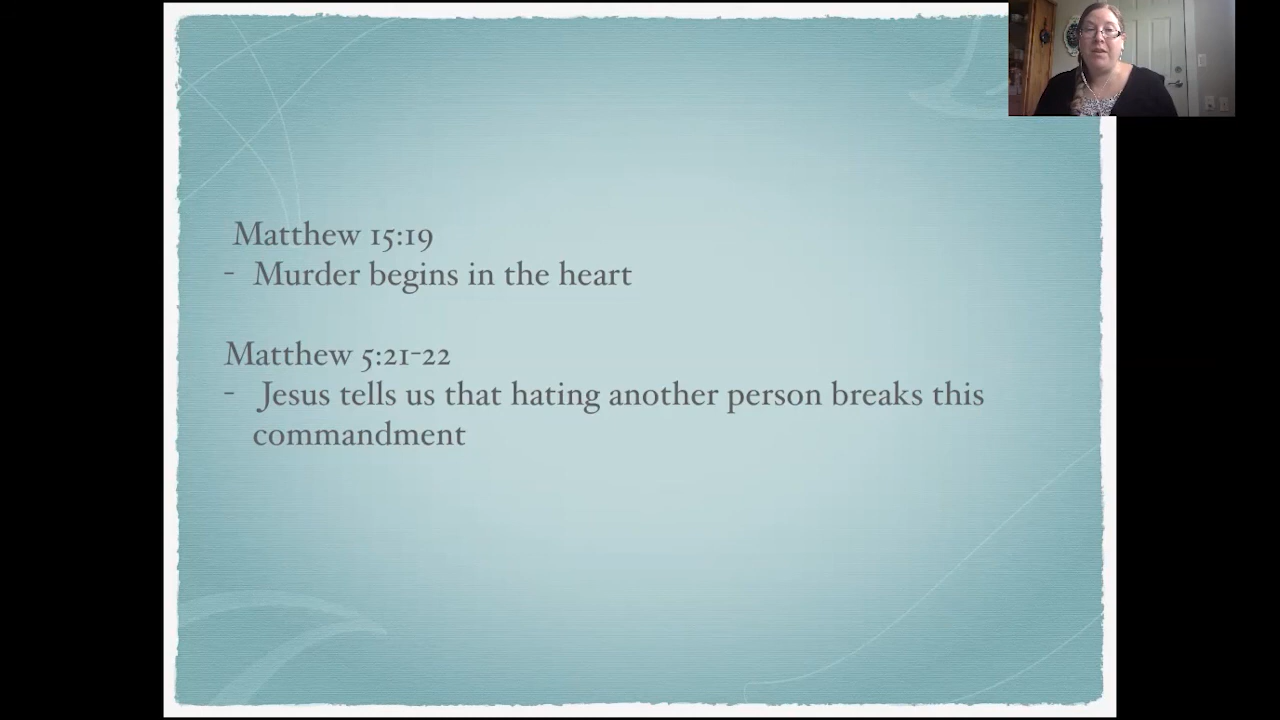 Matthew 15:19
- Murder begins in the heart
Matthew 5:21-22
- Jesus tells us that hating another person breaks this
commandment